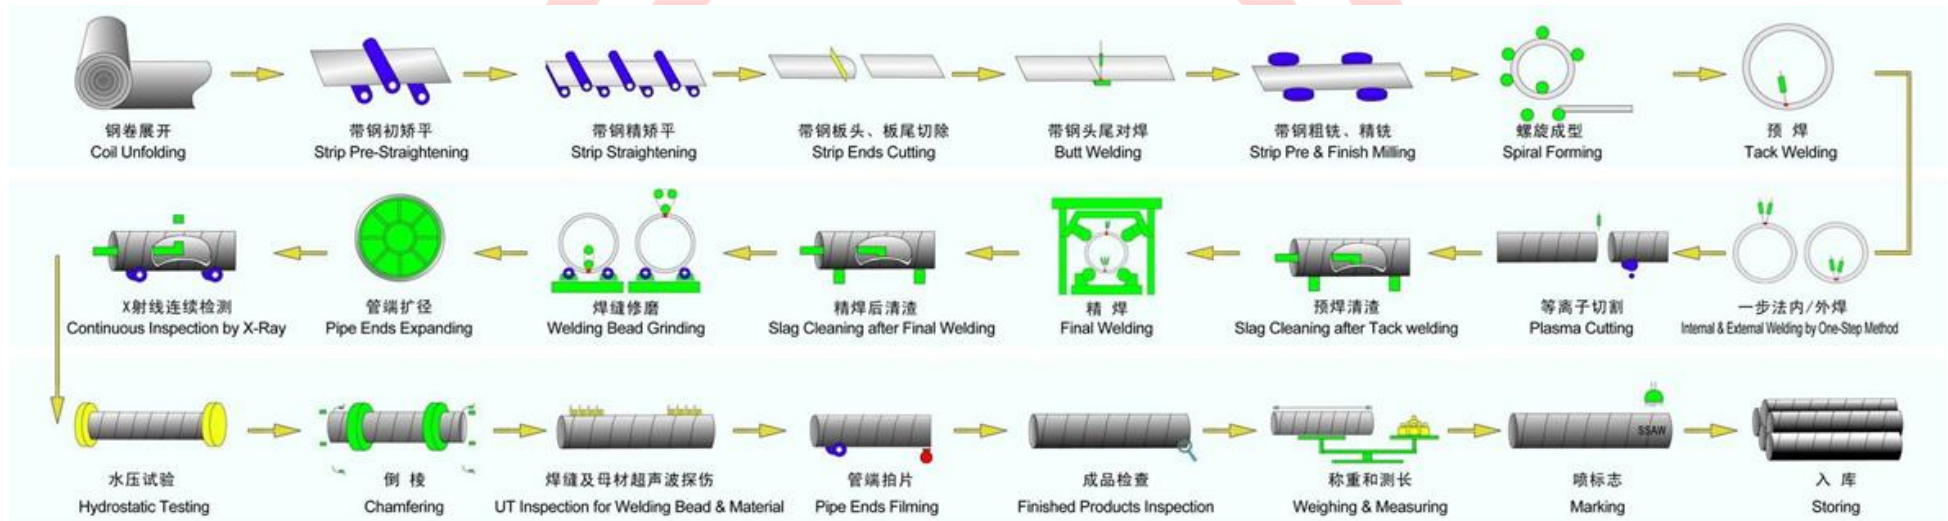 钢卷展开
Coil Unfolding
带钢初矫平
Strip Pre-Straightening
带钢精矫平
Strip Straightening
带钢板头、板尾切除
Strip Ends Cutting
带钢头尾对焊
Butt Welding
带钢粗铣、精铣
Strip Pre & Finish Milling
螺旋成型
Spiral Forming
预 焊
Tack Welding
一步法内/外焊
Internal & External Welding by One-Step Method
等离子切割
Plasma Cutting
预焊清渣
Slag Cleaning after Tack welding
精 焊
Final Welding
精焊后清渣
Slag Cleaning after Final Welding
焊缝修磨
Welding Bead Grinding
管端扩径
Pipe Ends Expanding
X射线连续检测
Continuous Inspection by X-Ray
水压试验
Hydrostatic Testing
倒 棱
Chamfering
焊缝及母材超声波探伤
UT Inspection for Welding Bead & Material
管端拍片
Pipe Ends Filming
成品检查
Finished Products Inspection
称重和测长
Weighing & Measuring
SSAW
喷标志
Marking
入 库
Storing